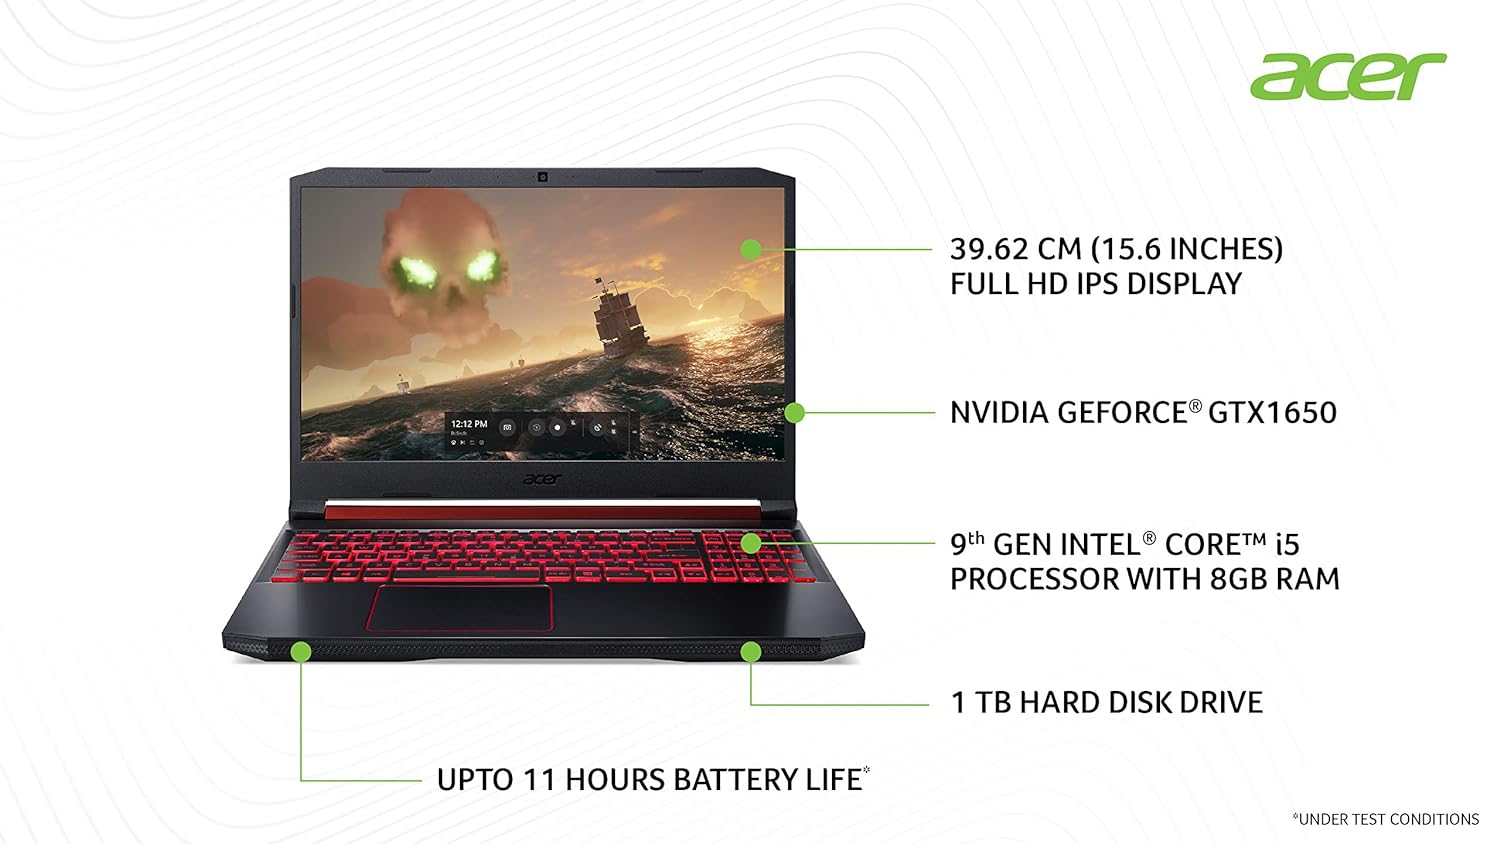 acer
39.62 CM (15.6 INCHES)
FULL HD IPS DISPLAY
12:12 PM
acer
NVIDIA GEFORCE® GTX1650
9th GEN INTEL® CORE™ i5
PROCESSOR WITH 8GB RAM
1 TB HARD DISK DRIVE
UPTO 11 HOURS BATTERY LIFE*
*UNDER TEST CONDITIONS